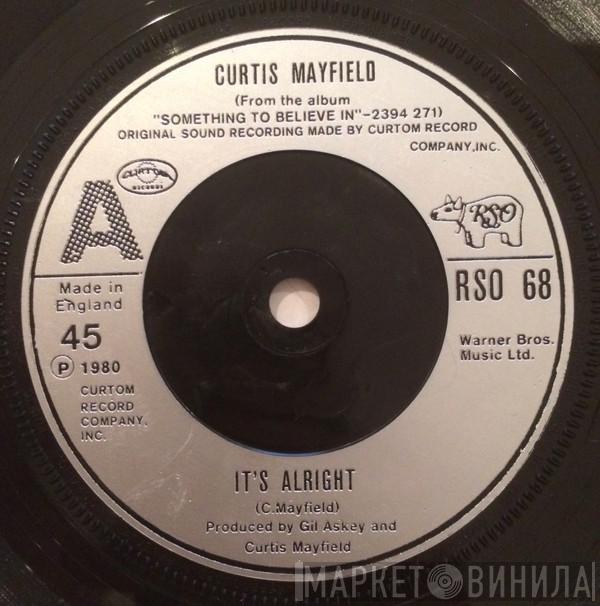 CURTIS MAYFIELD
(From the album
"SOMETHING TO BELIEVE IN"-2394 271)
ORIGINAL SOUND RECORDING MADE BY CURTOM RECORD
COMPANY, INC.
A
CURTOM
RECORDS
RSO
Made in
England
RSO 68
45
Ⓟ 1980
Warner Bros.
Music Ltd.
CURTOM
RECORD
COMPANY,
INC.
IT'S ALRIGHT
(C.Mayfield)
Produced by Gil Askey and
Curtis Mayfield
МАРКЕТ ВИНИЛА